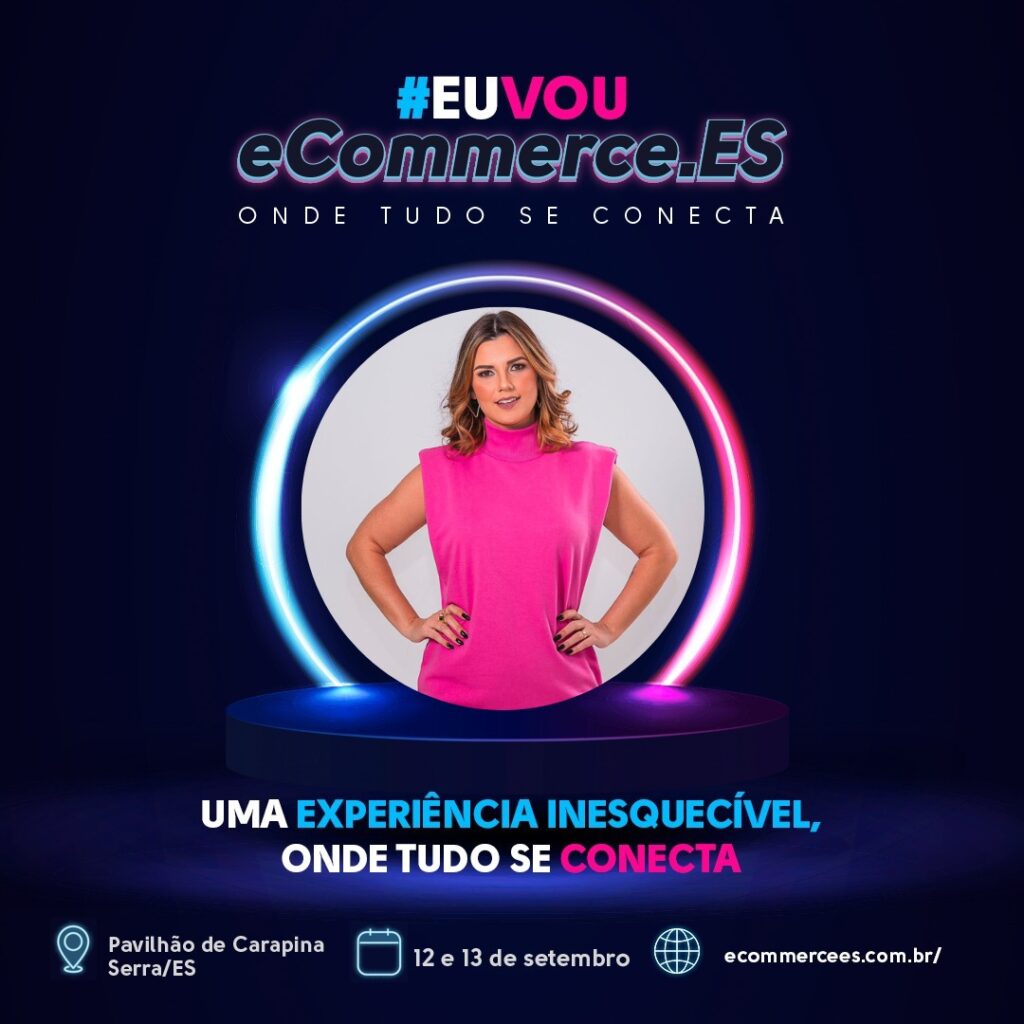 #EUVOU
eCommerce.ES
ONDE TUDO SE CONECTA
UMA EXPERIÊNCIA INESQUECÍVEL,
ONDE TUDO SE CONECTA
Pavilhão de Carapina
Serra/ES
12 e 13 de setembro
ecommercees.com.br/